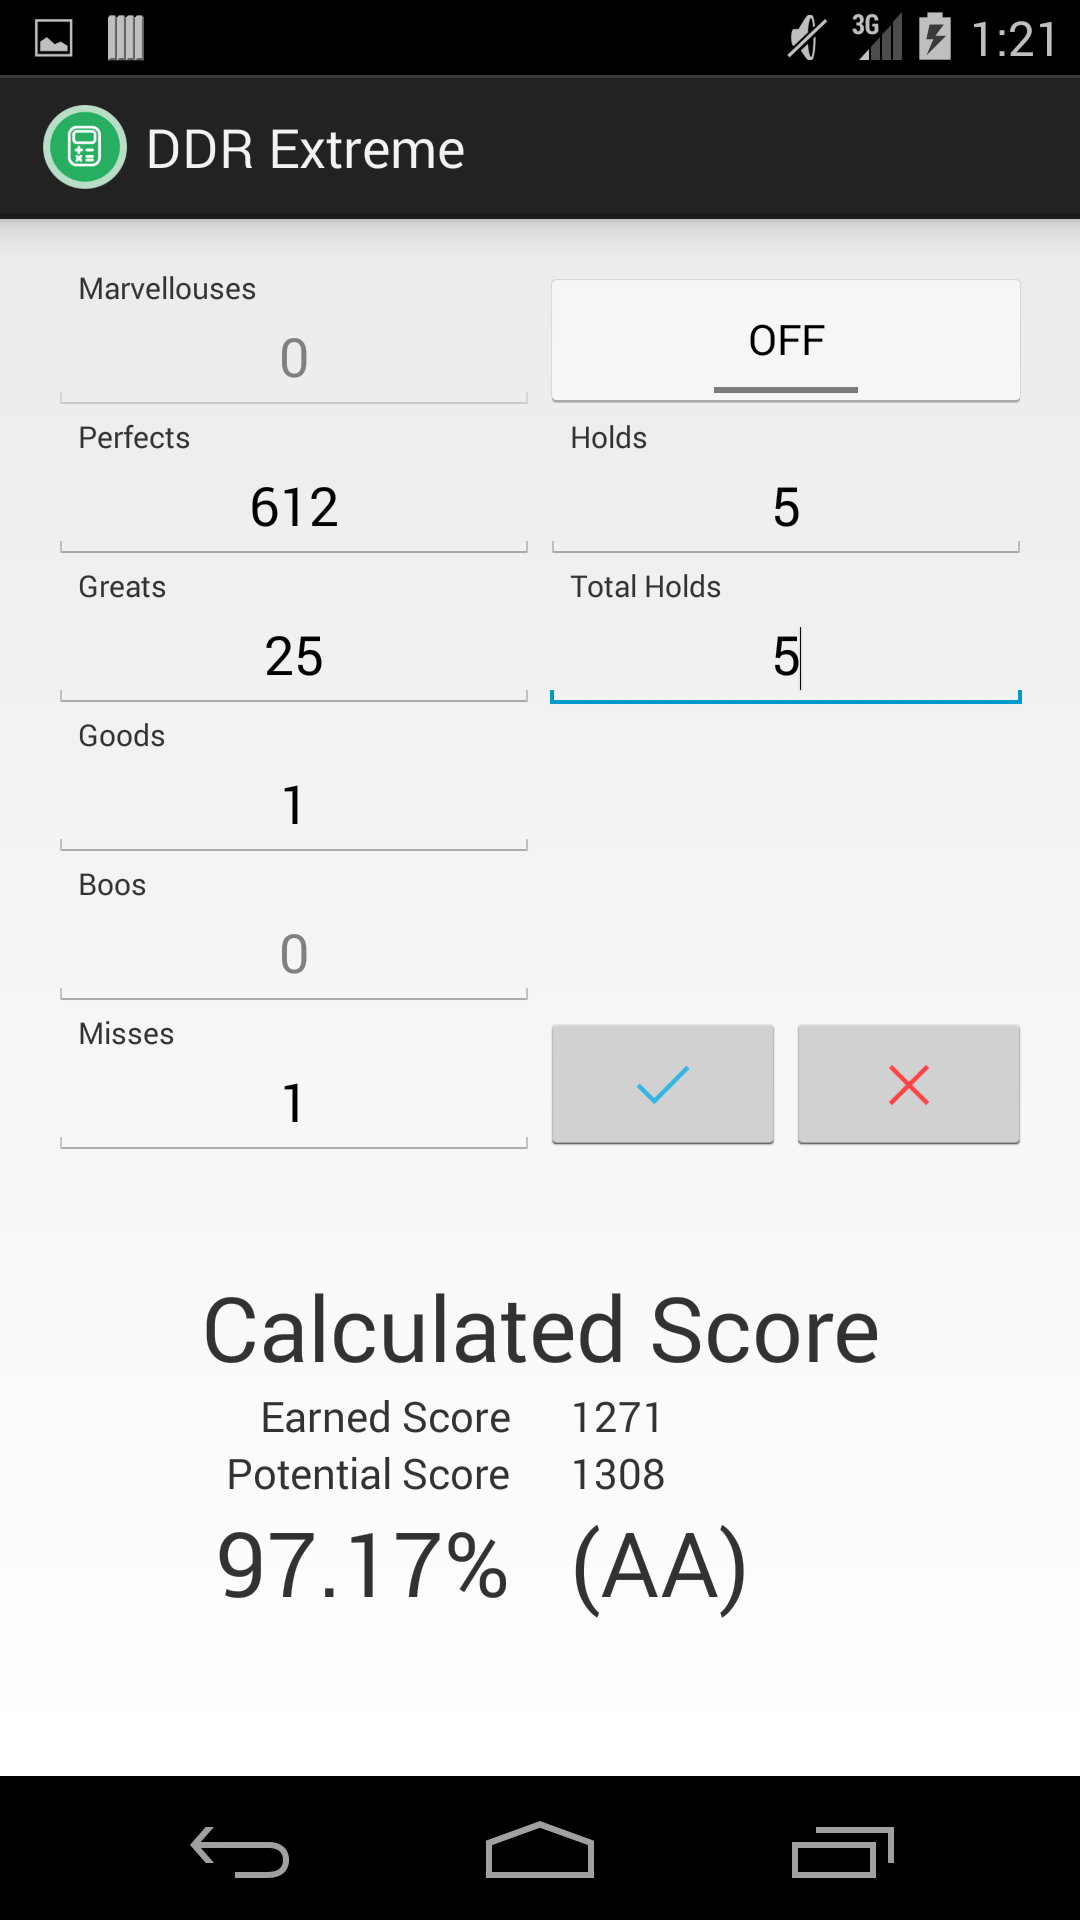 3G 1:21
DDR Extreme
Marvellouses
0
OFF
Perfects
Holds
612
5
Greats
Total Holds
25
5
Goods
1
Boos
0
Misses
1
Calculated Score
Earned Score 1271
Potential Score 1308
97.17% (AA)